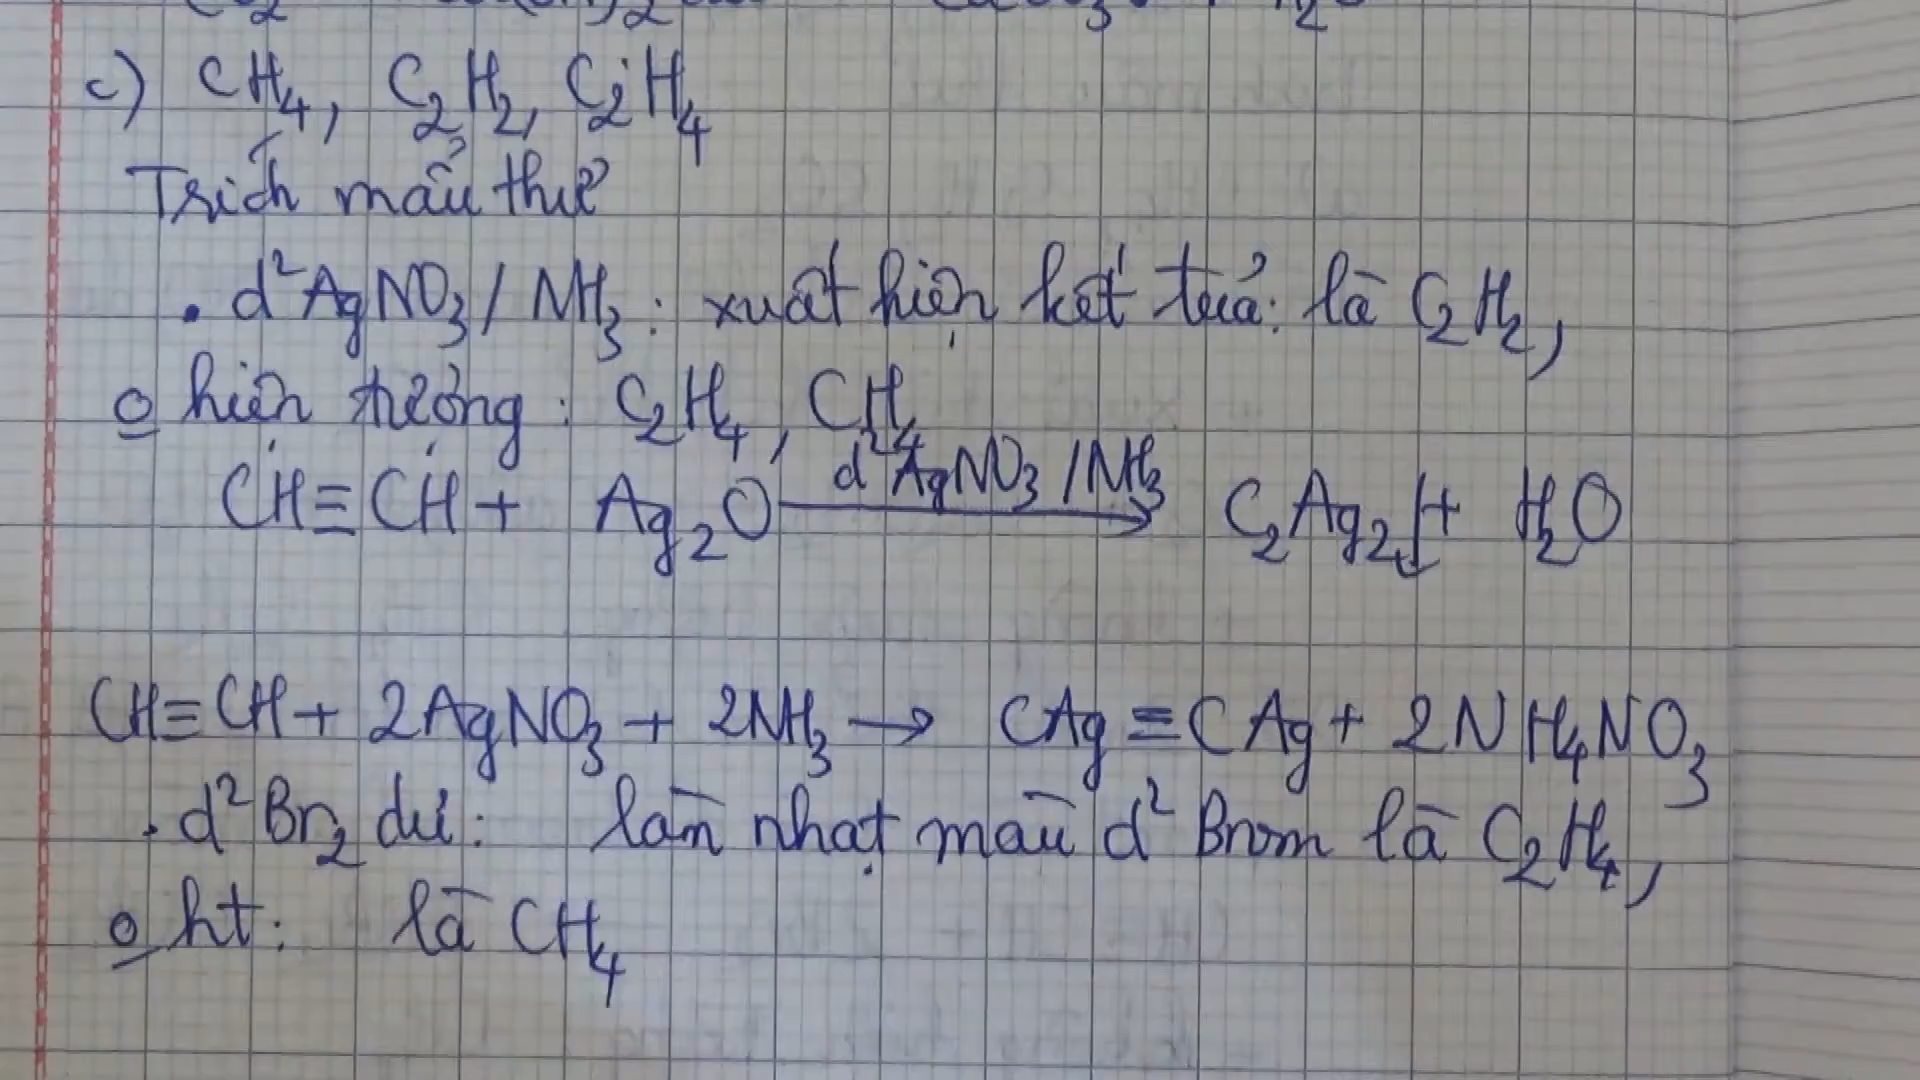 c) CH₄, C₂H₂, C₂H₄
Trích mẫu thử
. d² AgNO₃ / NH₃ : xuất hiện kết tủa: là C₂H₂,
o hiện tượng : C₂H₄, CH₄
CH≡CH + Ag₂O → C₂Ag₂↓ + H₂O
d² AgNO₃ / NH₃
CH≡CH + 2AgNO₃ + 2NH₃ → CAg≡CAg + 2NH₄NO₃
. d² Br₂ dư : làm nhạt màu d² Brom là C₂H₄,
o ht : là CH₄